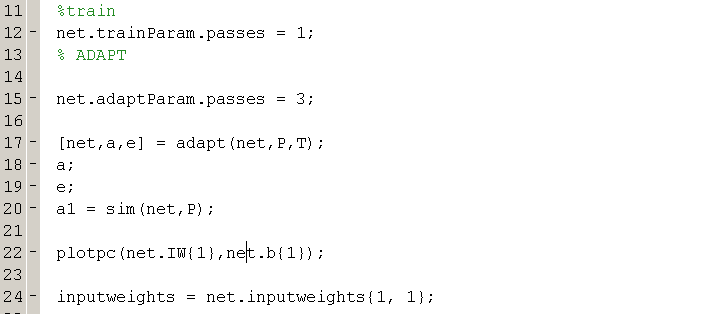 11 %train
12 - net.trainParam.passes = 1;
13 % ADAPT
14
15 - net.adaptParam.passes = 3;
16
17 - [net,a,e] = adapt(net,P,T);
18 - a;
19 - e;
20 - a1 = sim(net,P);
21
22 - plotpc(net.IW{1},net.b{1});
23
24 - inputweights = net.inputweights{1, 1};